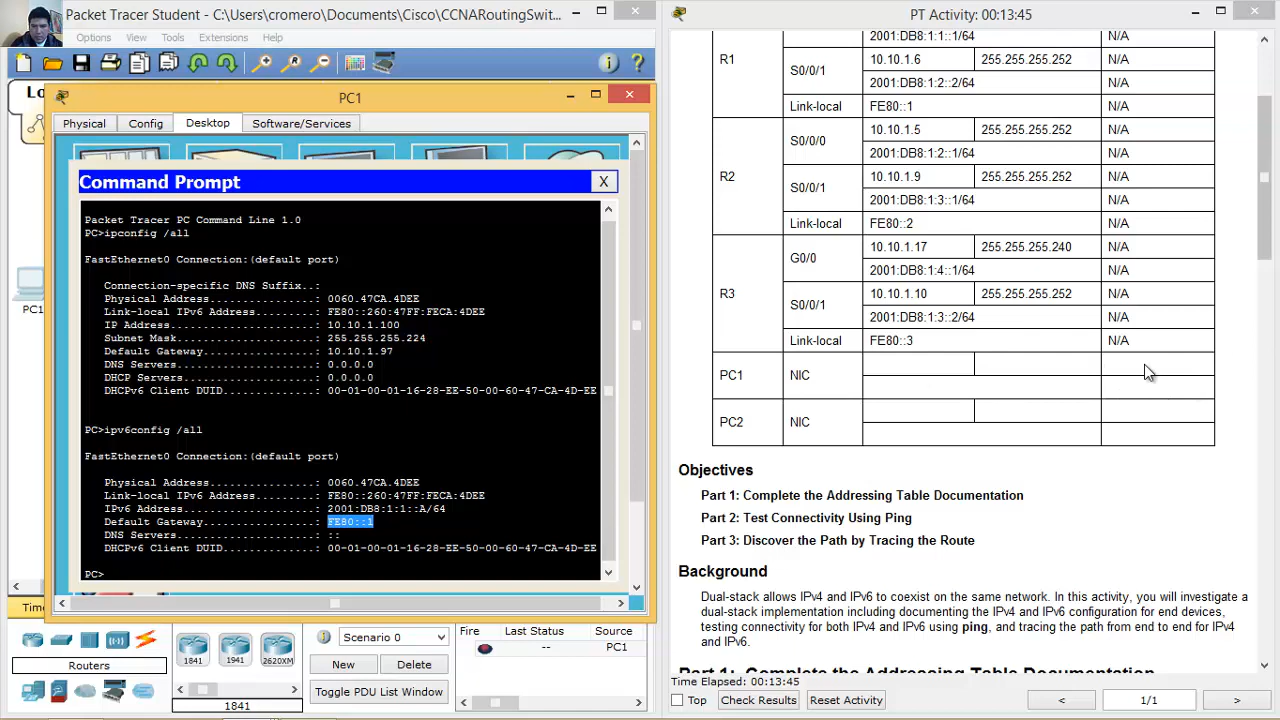 Packet Tracer Student - C:\Users\cromero\Documents\Cisco\CCNARoutingSwit...
Options View Tools Extensions Help
Lo
PC1
Physical Config Desktop Software/Services
Command Prompt
X
Packet Tracer PC Command Line 1.0
PC>ipconfig /all
FastEthernet0 Connection:(default port)
Connection-specific DNS Suffix..:
Physical Address................: 0060.47CA.4DEE
Link-local IPv6 Address.........: FE80::260:47FF:FECA:4DEE
IP Address......................: 10.10.1.100
Subnet Mask.....................: 255.255.255.224
Default Gateway.................: 10.10.1.97
DNS Servers.....................: 0.0.0.0
DHCP Servers....................: 0.0.0.0
DHCPv6 Client DUID..............: 00-01-00-01-16-28-EE-50-00-60-47-CA-4D-EE
PC>ipv6config /all
FastEthernet0 Connection:(default port)
Physical Address................: 0060.47CA.4DEE
Link-local IPv6 Address.........: FE80::260:47FF:FECA:4DEE
IPv6 Address....................: 2001:DB8:1:1::A/64
Default Gateway.................: FE80::1
DNS Servers.....................: ::
DHCPv6 Client DUID..............: 00-01-00-01-16-28-EE-50-00-60-47-CA-4D-EE
PC>
PC1
Time
Routers
1841 1941 2620XM
1841
Scenario 0
New Delete
Toggle PDU List Window
Fire Last Status Source
-- PC1
PT Activity: 00:13:45
2001:DB8:1:1::1/64 N/A
R1 S0/0/1 10.10.1.6 255.255.255.252 N/A
2001:DB8:1:2::2/64 N/A
Link-local FE80::1 N/A
R2 S0/0/0 10.10.1.5 255.255.255.252 N/A
2001:DB8:1:2::1/64 N/A
S0/0/1 10.10.1.9 255.255.255.252 N/A
2001:DB8:1:3::1/64 N/A
Link-local FE80::2 N/A
R3 G0/0 10.10.1.17 255.255.255.240 N/A
2001:DB8:1:4::1/64 N/A
S0/0/1 10.10.1.10 255.255.255.252 N/A
2001:DB8:1:3::2/64 N/A
Link-local FE80::3 N/A
PC1 NIC
PC2 NIC
Objectives
Part 1: Complete the Addressing Table Documentation
Part 2: Test Connectivity Using Ping
Part 3: Discover the Path by Tracing the Route
Background
Dual-stack allows IPv4 and IPv6 to coexist on the same network. In this activity, you will investigate a
dual-stack implementation including documenting the IPv4 and IPv6 configuration for end devices,
testing connectivity for both IPv4 and IPv6 using ping, and tracing the path from end to end for IPv4
and IPv6.
Part 1: Complete the Addressing Table Documentation
Time Elapsed: 00:13:45
Top Check Results Reset Activity < 1/1 >